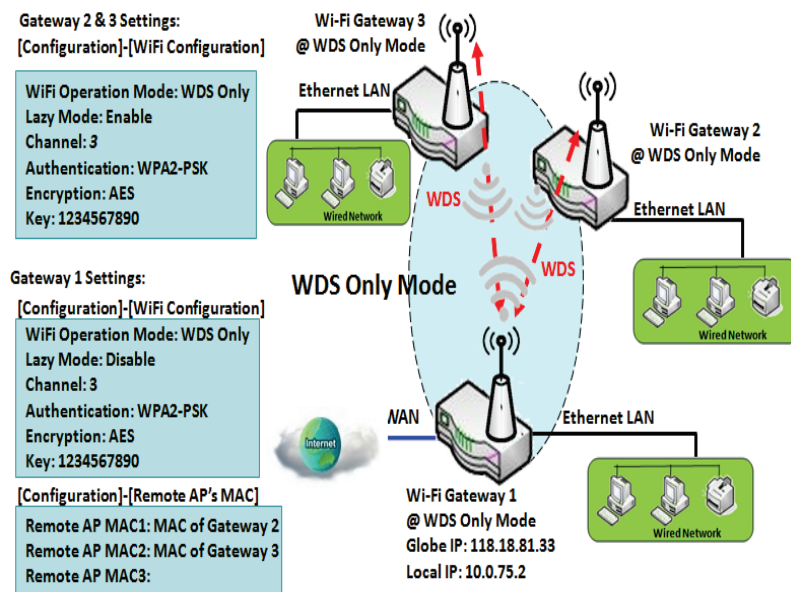 Gateway 2 & 3 Settings:
[Configuration]-[WiFi Configuration]
WiFi Operation Mode: WDS Only
Lazy Mode: Enable
Channel: 3
Authentication: WPA2-PSK
Encryption: AES
Key: 1234567890
Wi-Fi Gateway 3
@ WDS Only Mode
Ethernet LAN
Wired Network
Wi-Fi Gateway 2
@ WDS Only Mode
Ethernet LAN
Wired Network
WDS
WDS
WDS Only Mode
Gateway 1 Settings:
[Configuration]-[WiFi Configuration]
WiFi Operation Mode: WDS Only
Lazy Mode: Disable
Channel: 3
Authentication: WPA2-PSK
Encryption: AES
Key: 1234567890
[Configuration]-[Remote AP's MAC]
Remote AP MAC1: MAC of Gateway 2
Remote AP MAC2: MAC of Gateway 3
Remote AP MAC3:
Internet
WAN
Ethernet LAN
Wired Network
Wi-Fi Gateway 1
@ WDS Only Mode
Globe IP: 118.18.81.33
Local IP: 10.0.75.2